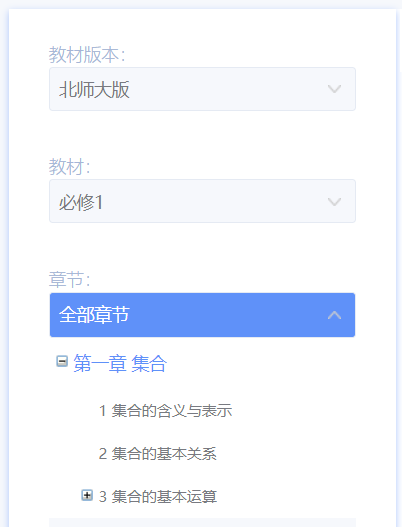 教材版本：
北师大版
教材：
必修1
章节：
全部章节
第一章 集合
1 集合的含义与表示
2 集合的基本关系
3 集合的基本运算